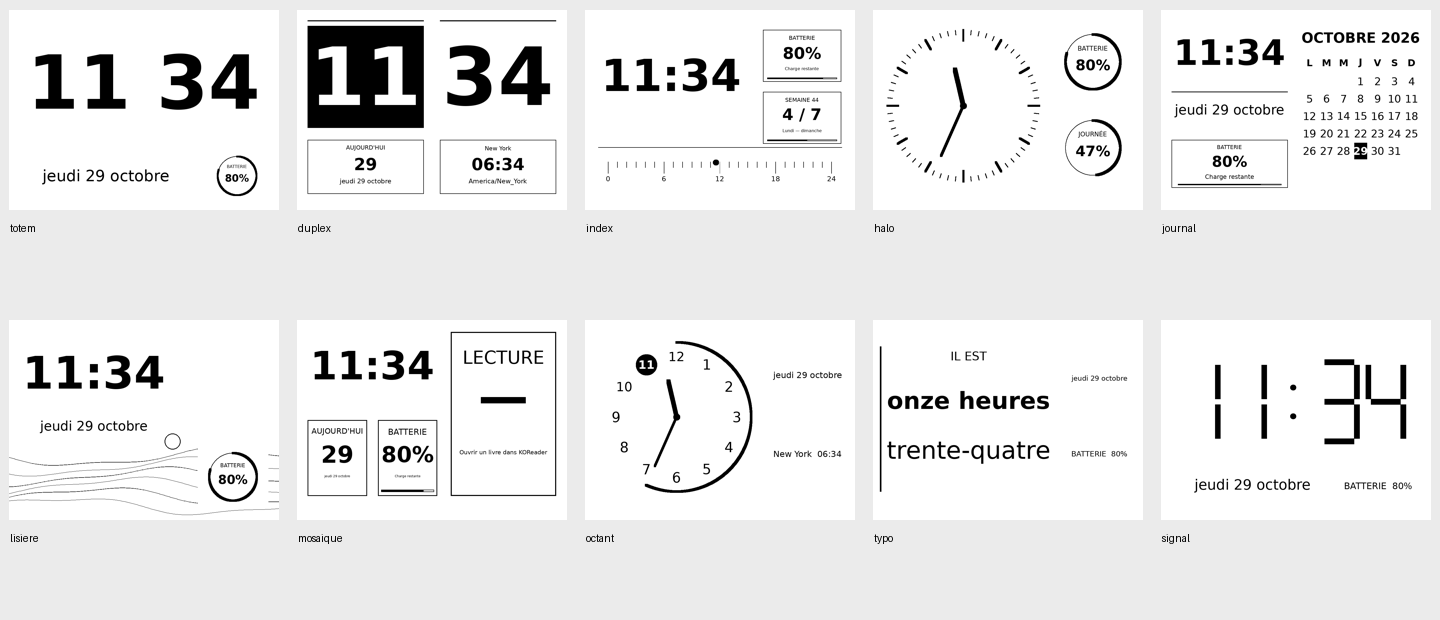 11 34
jeudi 29 octobre
BATTERIE
80%
totem
11 34
AUJOURD'HUI
29
jeudi 29 octobre
New York
06:34
America/New_York
duplex
11:34
BATTERIE
80%
Charge restante
SEMAINE 44
4 / 7
Lundi — dimanche
0 6 12 18 24
index
BATTERIE
80%
JOURNÉE
47%
halo
11:34
jeudi 29 octobre
BATTERIE
80%
Charge restante
OCTOBRE 2026
L M M J V S D
1 2 3 4
5 6 7 8 9 10 11
12 13 14 15 16 17 18
19 20 21 22 23 24 25
26 27 28 29 30 31
journal
11:34
jeudi 29 octobre
BATTERIE
80%
lisiere
11:34
AUJOURD'HUI
29
jeudi 29 octobre
BATTERIE
80%
Charge restante
LECTURE
—
Ouvrir un livre dans KOReader
mosaique
12
1
2
3
4
5
6
7
8
9
10
11
jeudi 29 octobre
New York 06:34
octant
IL EST
onze heures
trente-quatre
jeudi 29 octobre
BATTERIE 80%
typo
11:34
jeudi 29 octobre
BATTERIE 80%
signal